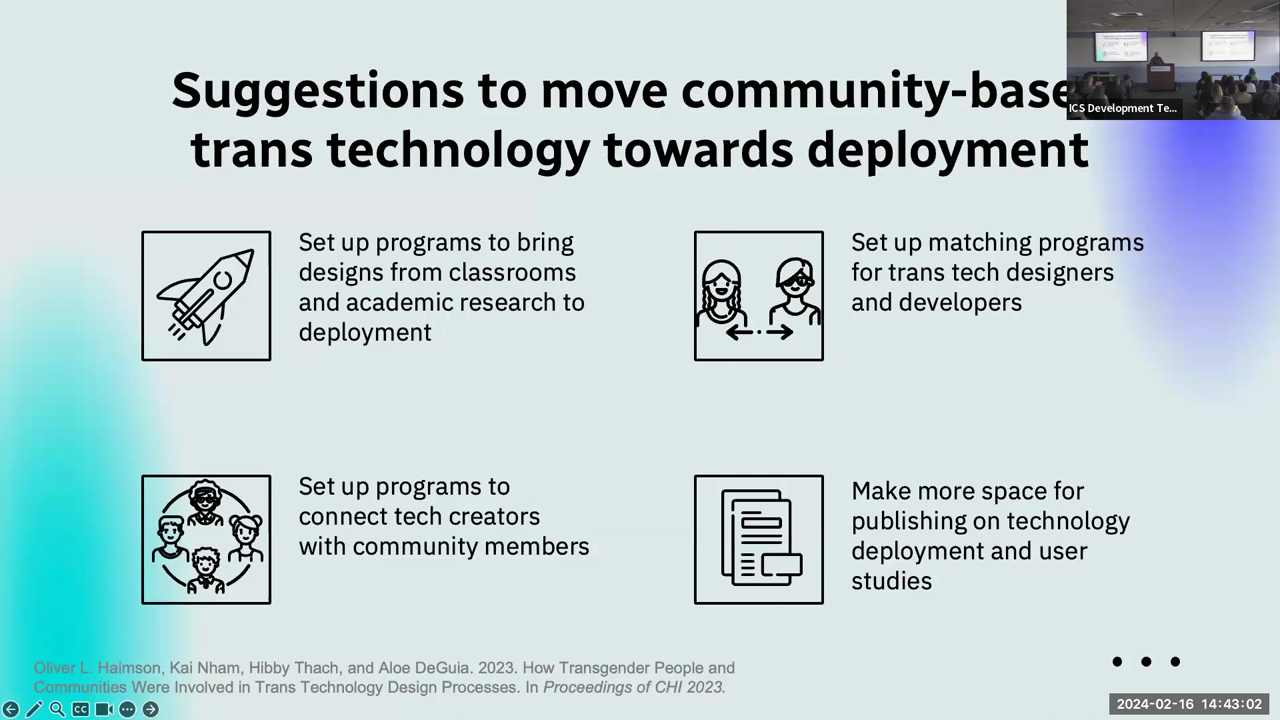 Suggestions to move community-base
trans technology towards deployment
ICS Development Te...
Set up programs to bring
designs from classrooms
and academic research to
deployment
Set up matching programs
for trans tech designers
and developers
Set up programs to
connect tech creators
with community members
Make more space for
publishing on technology
deployment and user
studies
Oliver L. Haimson, Kai Nham, Hibby Thach, and Aloe DeGuia. 2023. How Transgender People and
Communities Were Involved in Trans Technology Design Processes. In Proceedings of CHI 2023.
CC
2024-02-16 14:43:02